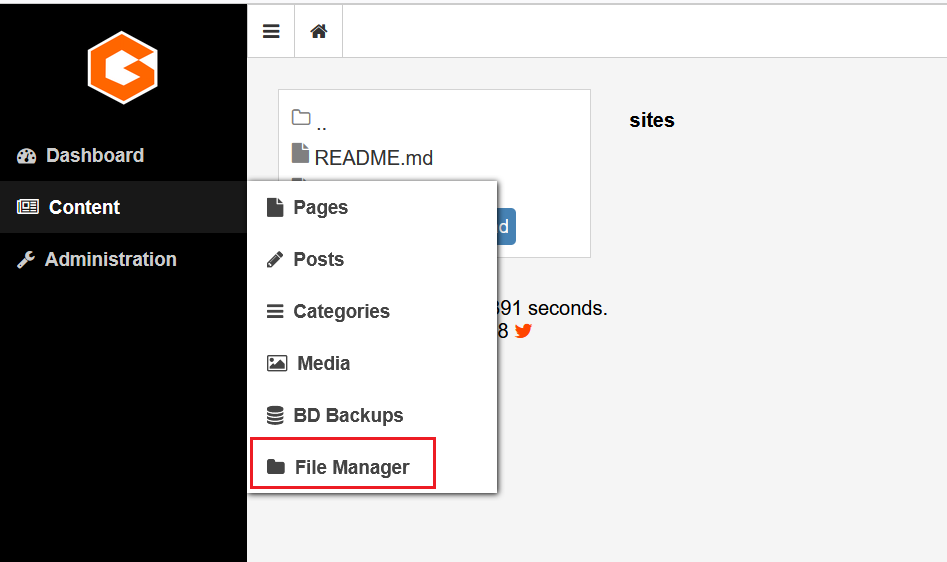 Dashboard
Content
Administration
..
README.md
sites
Pages
Posts
Categories
Media
BD Backups
File Manager
d
391 seconds.
8